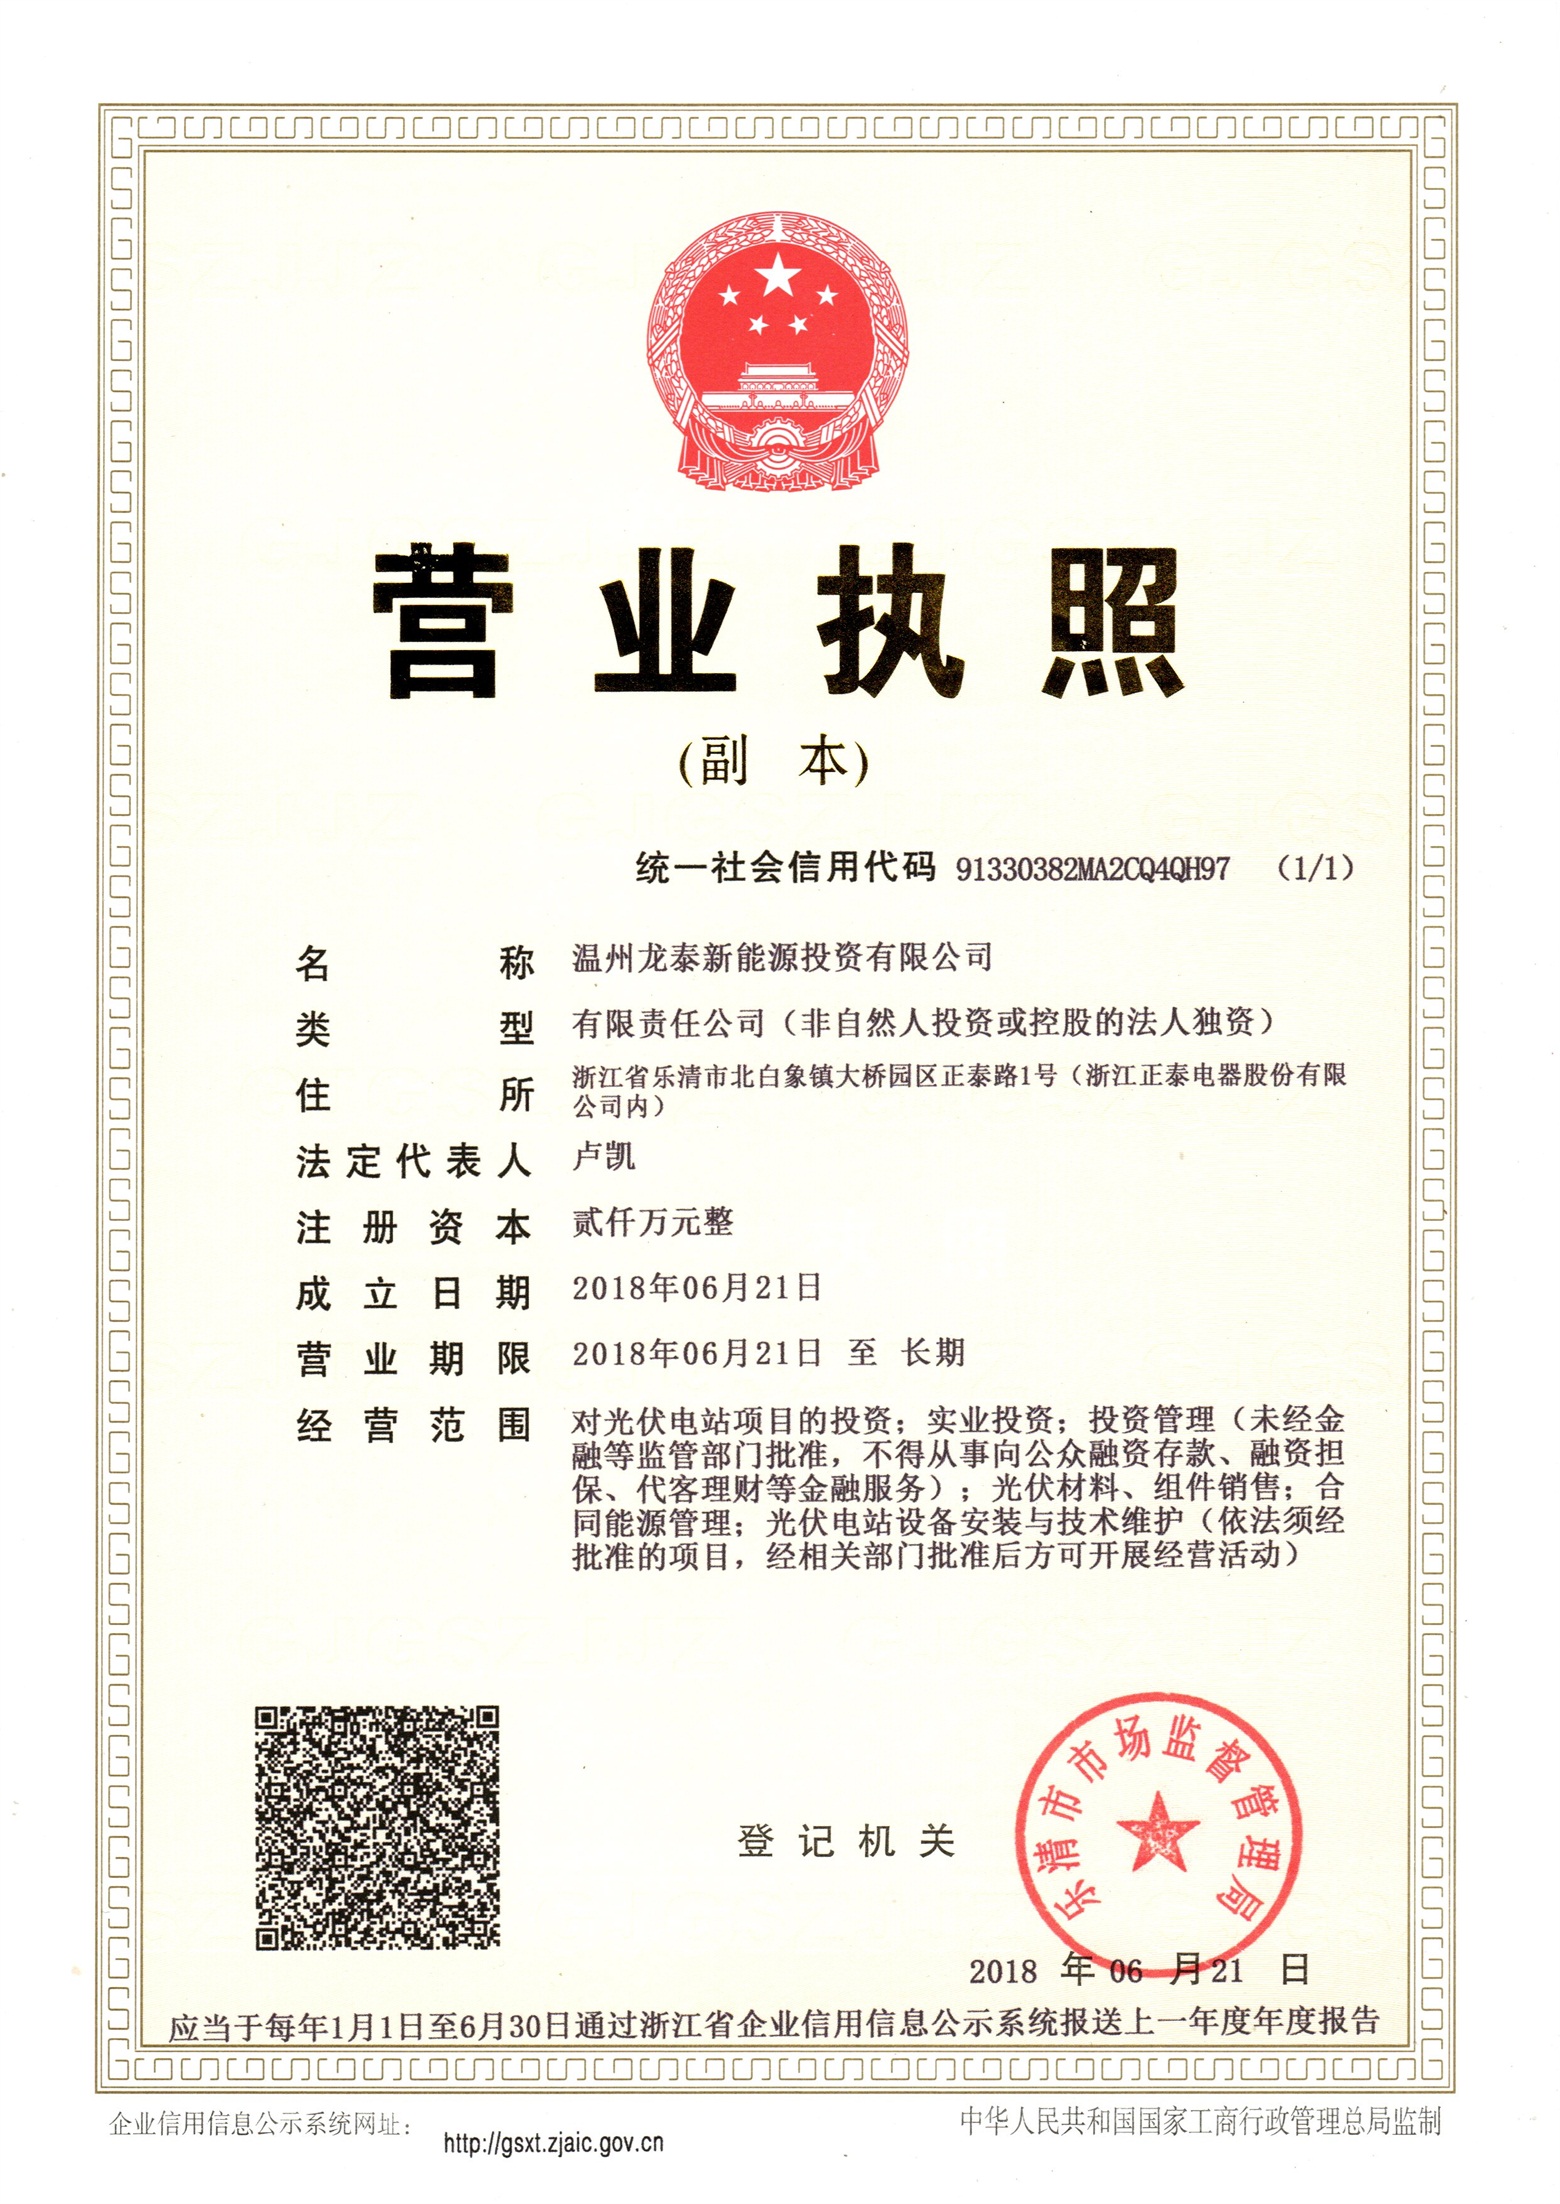 营业执照
(副 本)
统一社会信用代码 91330382MA2CQ4QH97 （1/1）
名称 温州龙泰新能源投资有限公司
类型 有限责任公司（非自然人投资或控股的法人独资）
住所 浙江省乐清市北白象镇大桥园区正泰路1号（浙江正泰电器股份有限
公司内）
法定代表人 卢凯
注册资本 贰仟万元整
成立日期 2018年06月21日
营业期限 2018年06月21日 至 长期
经营范围 对光伏电站项目的投资；实业投资；投资管理（未经金
融等监管部门批准，不得从事向公众融资存款、融资担
保、代客理财等金融服务）；光伏材料、组件销售；合
同能源管理；光伏电站设备安装与技术维护（依法须经
批准的项目，经相关部门批准后方可开展经营活动）
乐清市市场监督管理局
登记机关
2018 年 06 月 21 日
应当于每年1月1日至6月30日通过浙江省企业信用信息公示系统报送上一年度年度报告
企业信用信息公示系统网址： http://gsxt.zjaic.gov.cn
中华人民共和国国家工商行政管理总局监制